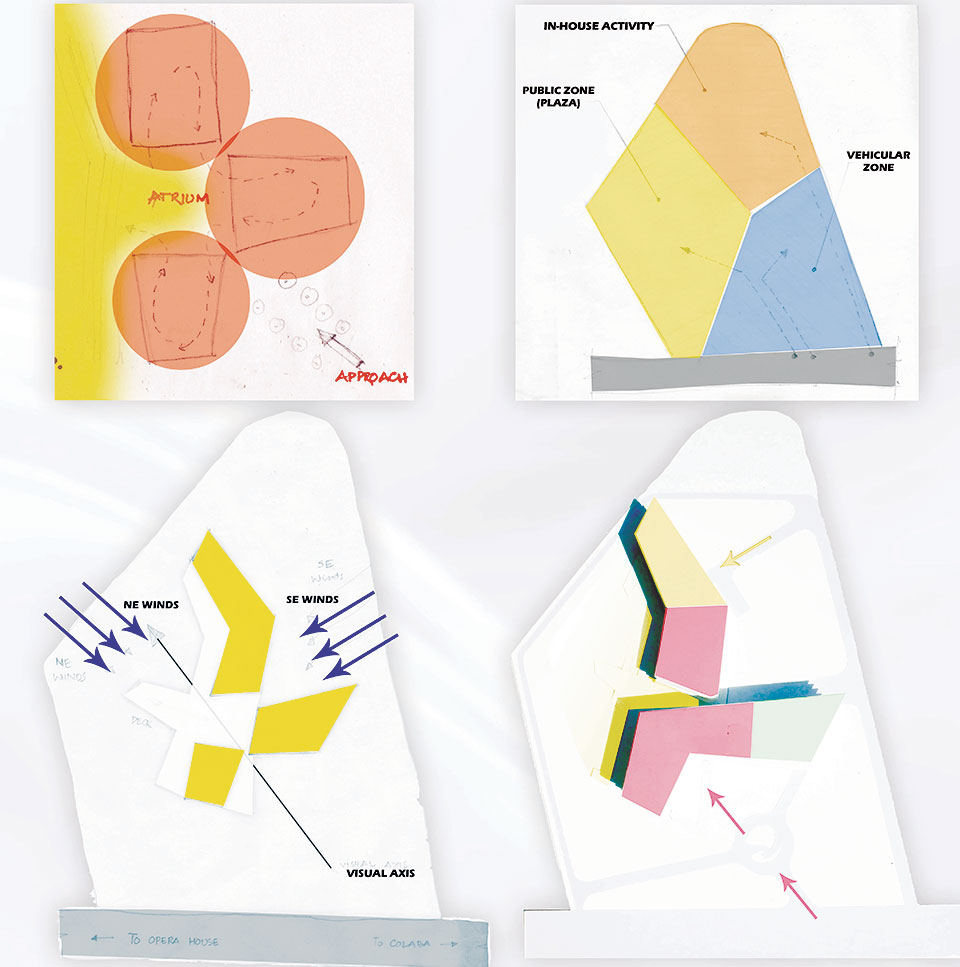 ATRIUM
APPROACH
IN-HOUSE ACTIVITY
PUBLIC ZONE
(PLAZA)
VEHICULAR
ZONE
SE
Winds
NE WINDS
SE WINDS
NE
WINDS
DECK
VISUAL AXIS
VISUAL AXIS
TO OPERA HOUSE
TO COLABA